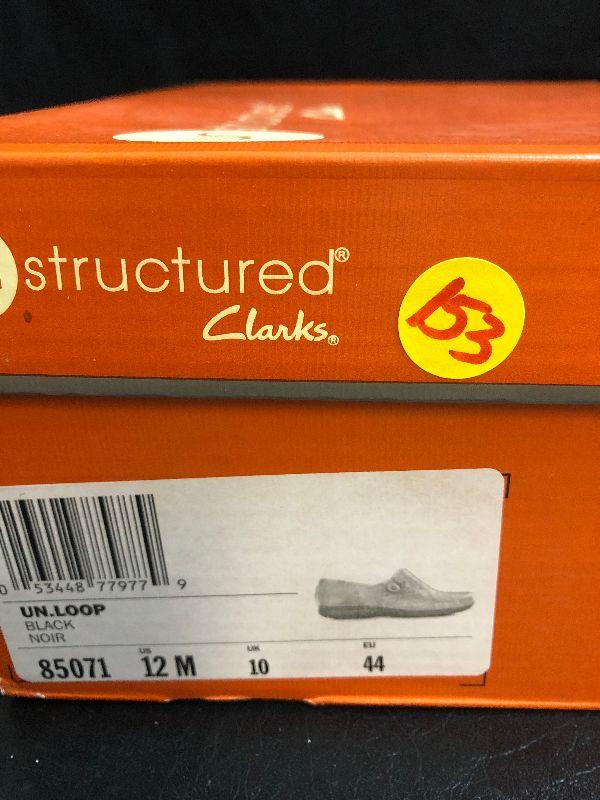 structured®
Clarks®
153
0 53448 77977 9
UN.LOOP
BLACK
NOIR
US UK EU
85071 12 M 10 44